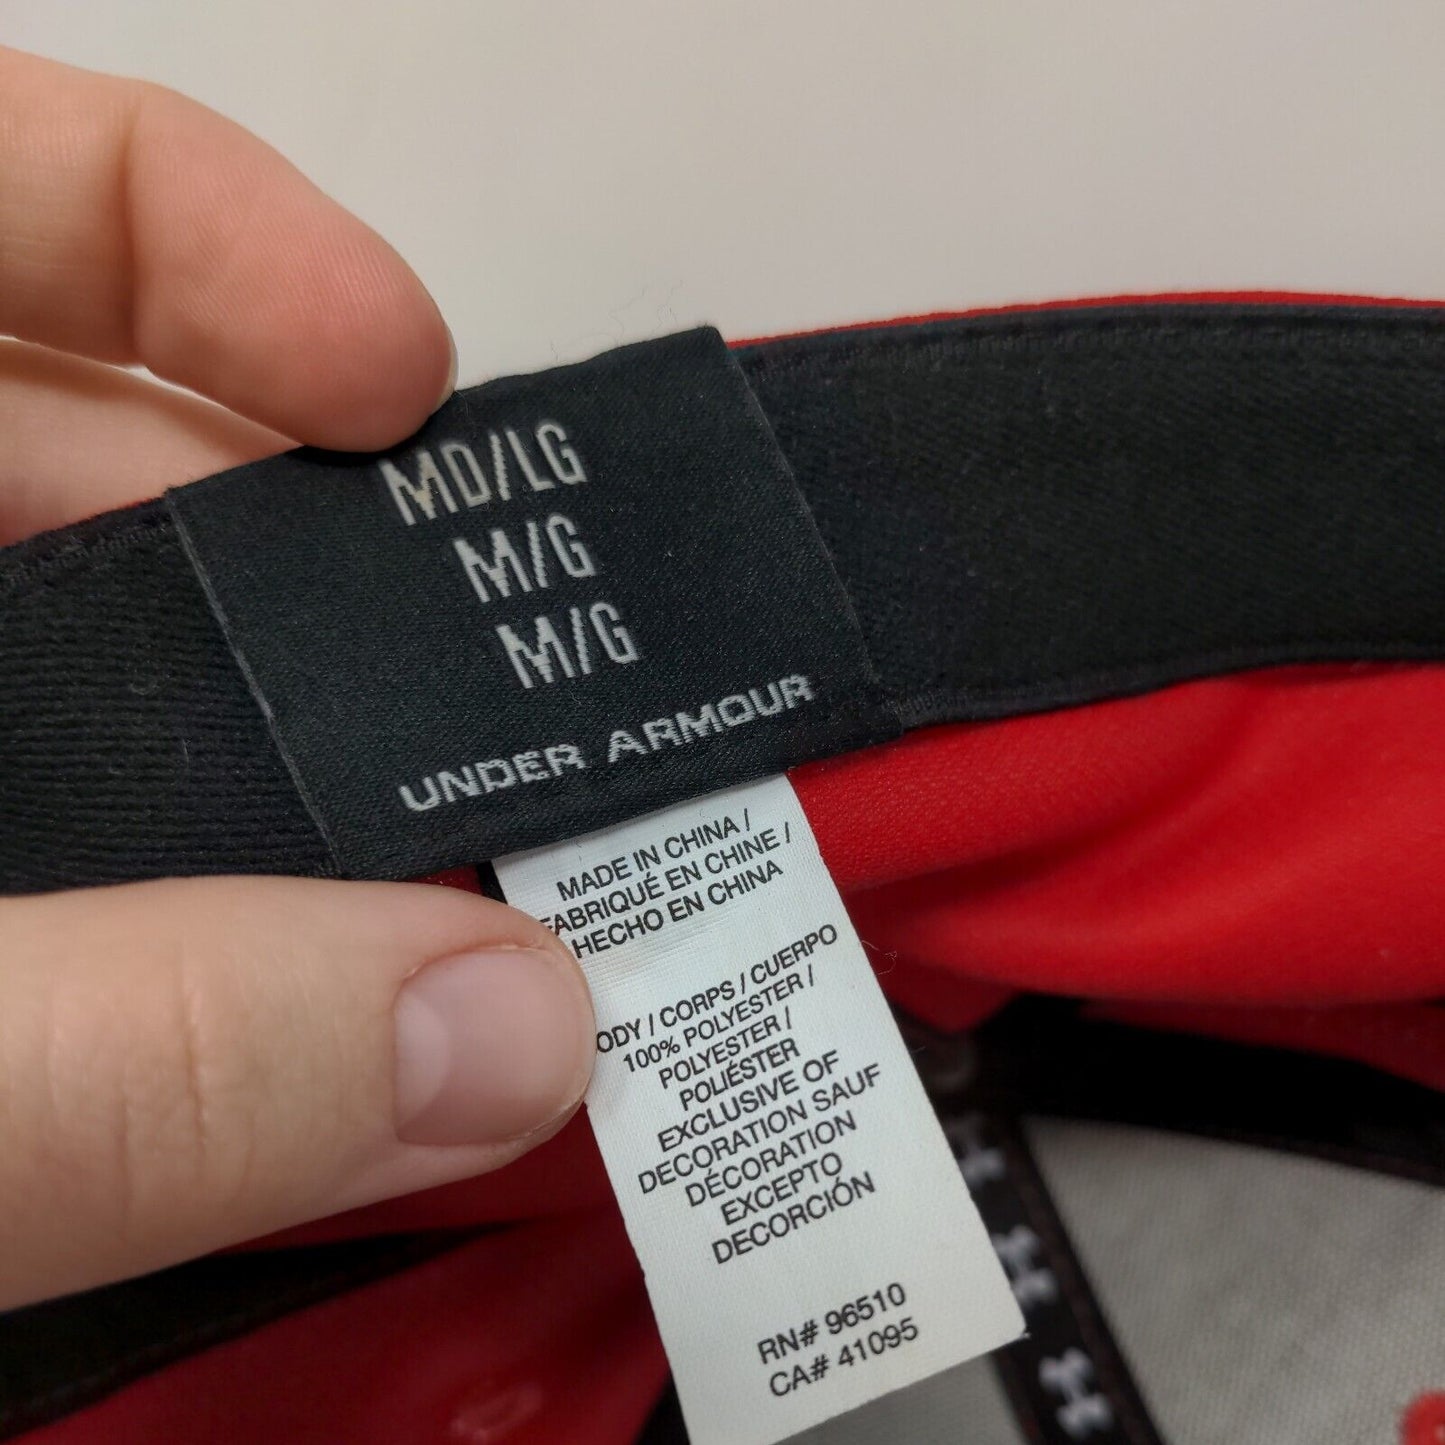 MD/LG
M/G
M/G
UNDER ARMOUR
MADE IN CHINA /
FABRIQUÉ EN CHINE /
HECHO EN CHINA
ODY / CORPS / CUERPO
100% POLYESTER /
POLYESTER /
POLIÉSTER
EXCLUSIVE OF
DECORATION SAUF
DÉCORATION
EXCEPTO
DECORCIÓN
RN# 96510
CA# 41095